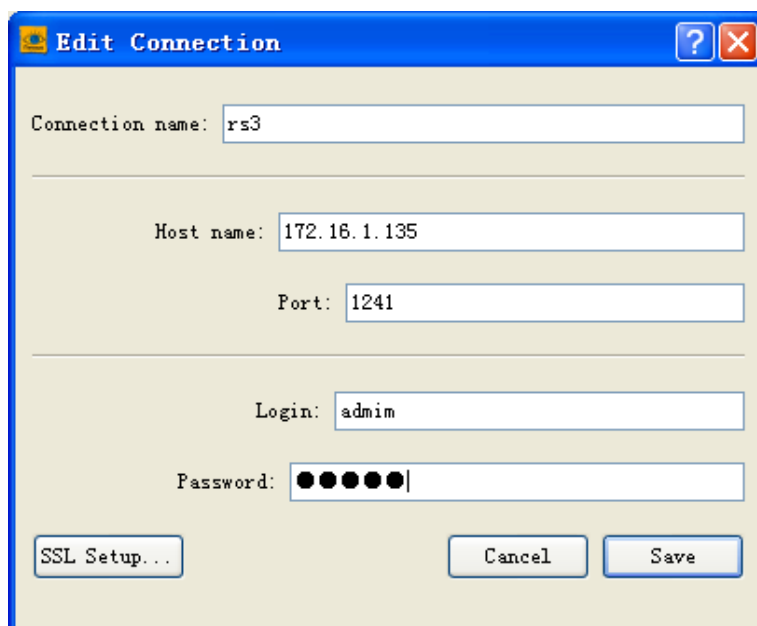 Edit Connection
Connection name: rs3
Host name: 172.16.1.135
Port: 1241
Login: admim
Password: ●●●●●
SSL Setup... Cancel Save